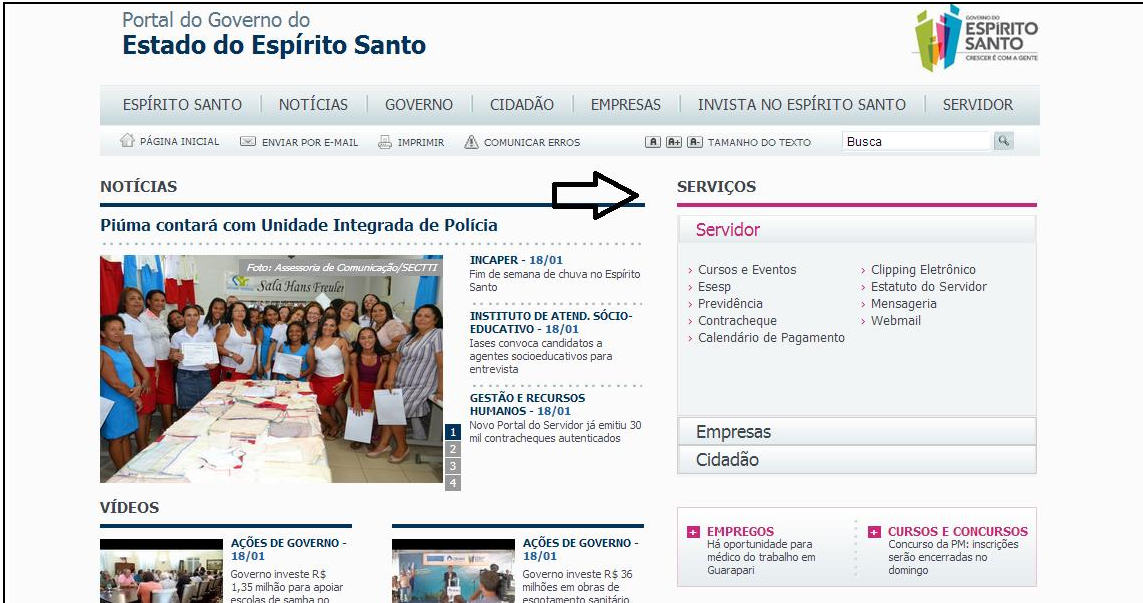 Portal do Governo do
Estado do Espírito Santo
GOVERNO DO
ESPÍRITO
SANTO
CRESCER É COM A GENTE
ESPÍRITO SANTO
NOTÍCIAS
GOVERNO
CIDADÃO
EMPRESAS
INVISTA NO ESPÍRITO SANTO
SERVIDOR
PÁGINA INICIAL
ENVIAR POR E-MAIL
IMPRIMIR
COMUNICAR ERROS
A A+ A- TAMANHO DO TEXTO
Busca
NOTÍCIAS
Piúma contará com Unidade Integrada de Polícia
Foto: Assessoria de Comunicação/SECTTI
Sala Hans Freuler
1
2
3
4
INCAPER - 18/01
Fim de semana de chuva no Espírito
Santo
INSTITUTO DE ATEND. SÓCIO-
EDUCATIVO - 18/01
Iases convoca candidatos a
agentes socioeducativos para
entrevista
GESTÃO E RECURSOS
HUMANOS - 18/01
Novo Portal do Servidor já emitiu 30
mil contracheques autenticados
VÍDEOS
AÇÕES DE GOVERNO -
18/01
Governo investe R$
1,35 milhão para apoiar
escolas de samba no
AÇÕES DE GOVERNO -
18/01
Governo investe R$ 36
milhões em obras de
esgotamento sanitário
SERVIÇOS
Servidor
Cursos e Eventos
Esesp
Previdência
Contracheque
Calendário de Pagamento
Clipping Eletrônico
Estatuto do Servidor
Mensageria
Webmail
Empresas
Cidadão
EMPREGOS
Há oportunidade para
médico do trabalho em
Guarapari
CURSOS E CONCURSOS
Concurso da PM: inscrições
serão encerradas no
domingo